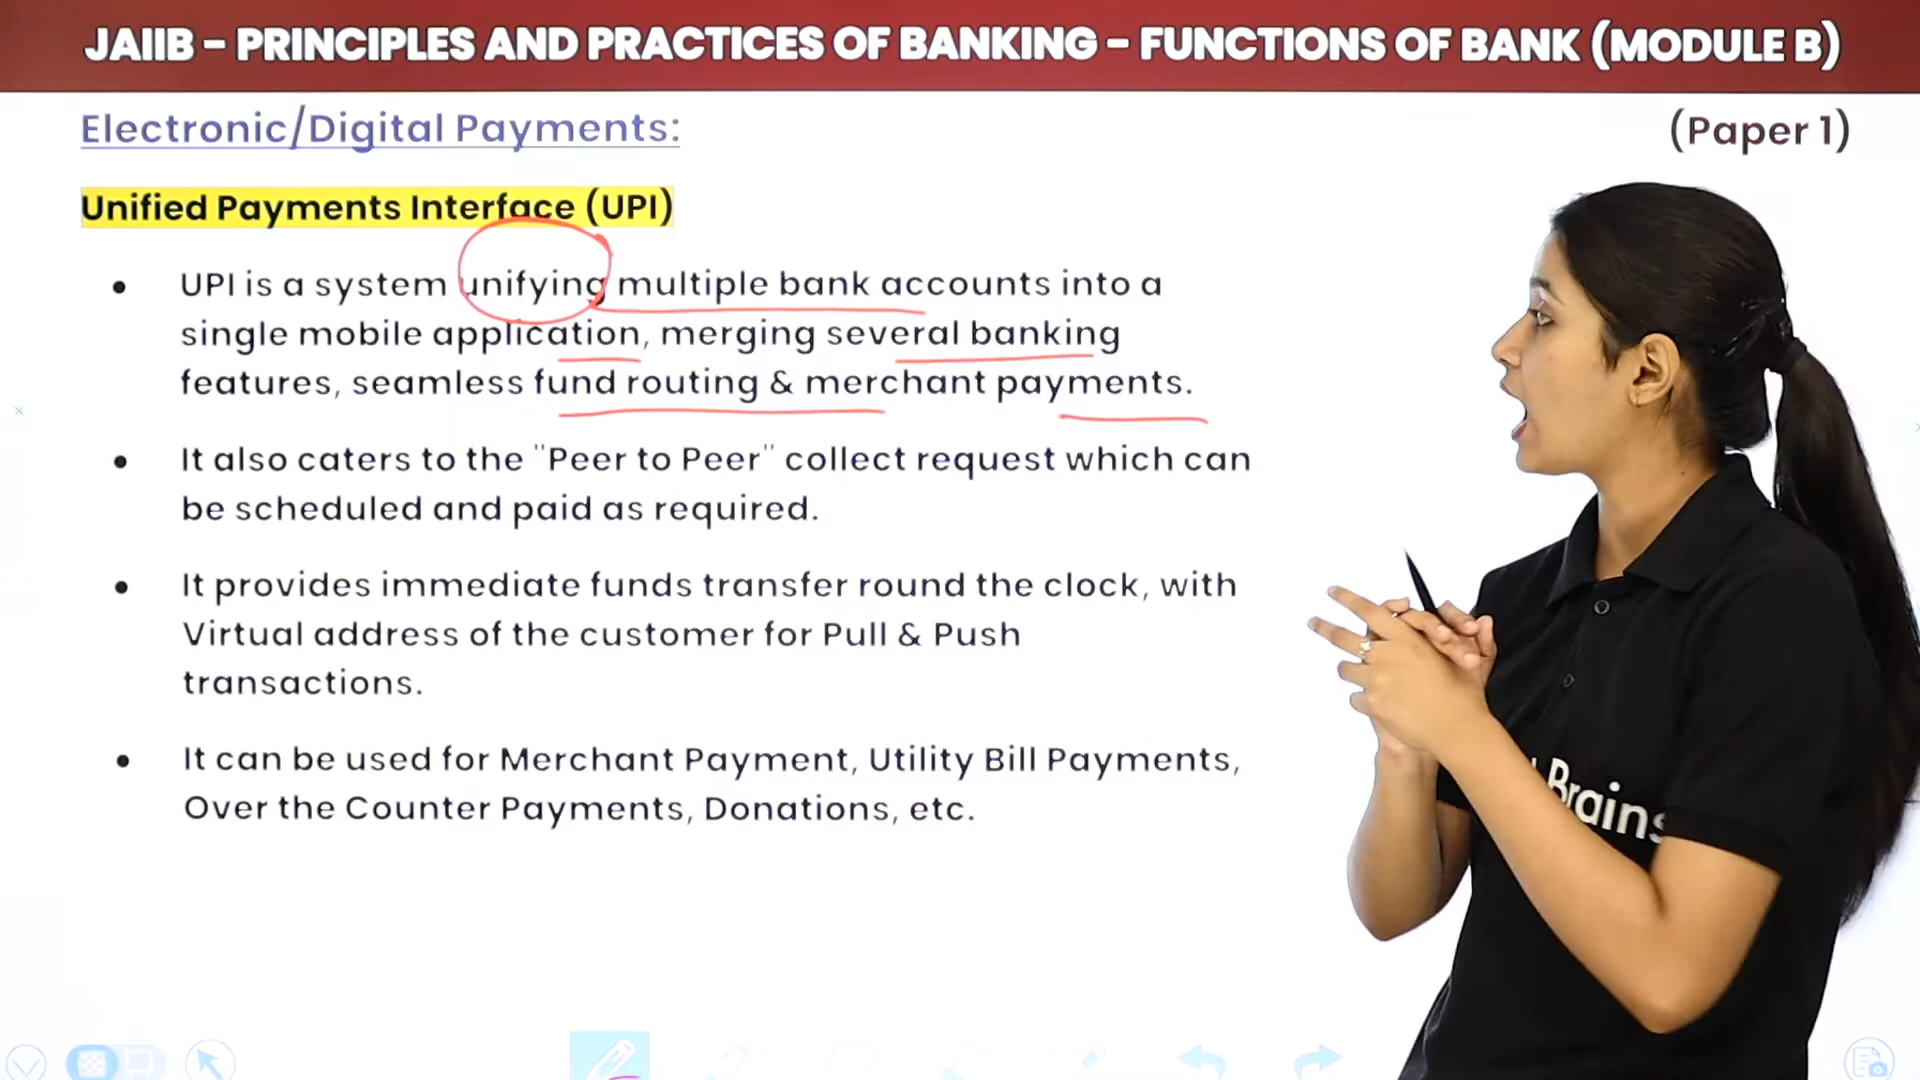 JAIIB – PRINCIPLES AND PRACTICES OF BANKING – FUNCTIONS OF BANK (MODULE B)
Electronic/Digital Payments:
(Paper 1)
Unified Payments Interface (UPI)
• UPI is a system unifying multiple bank accounts into a
single mobile application, merging several banking
features, seamless fund routing & merchant payments.
• It also caters to the "Peer to Peer" collect request which can
be scheduled and paid as required.
• It provides immediate funds transfer round the clock, with
Virtual address of the customer for Pull & Push
transactions.
• It can be used for Merchant Payment, Utility Bill Payments,
Over the Counter Payments, Donations, etc.
Brains